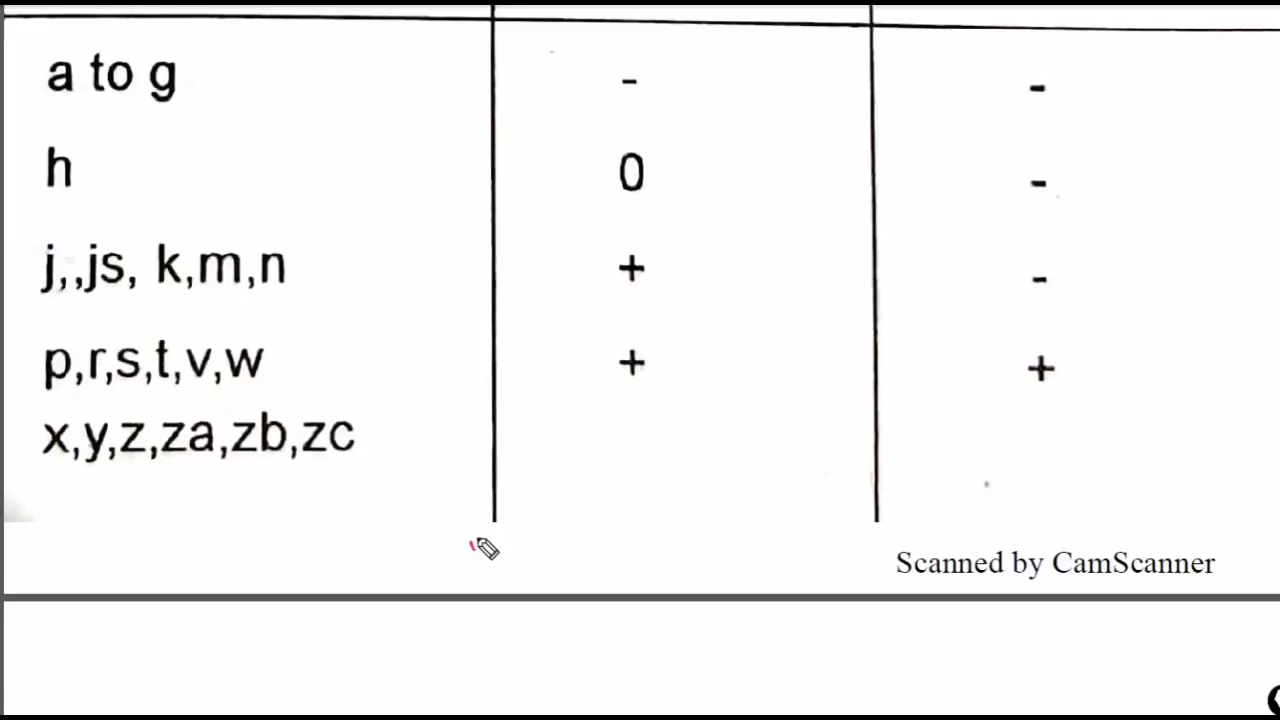 a to g - -
h 0 -
j,,js, k,m,n + -
p,r,s,t,v,w + +
x,y,z,za,zb,zc
Scanned by CamScanner